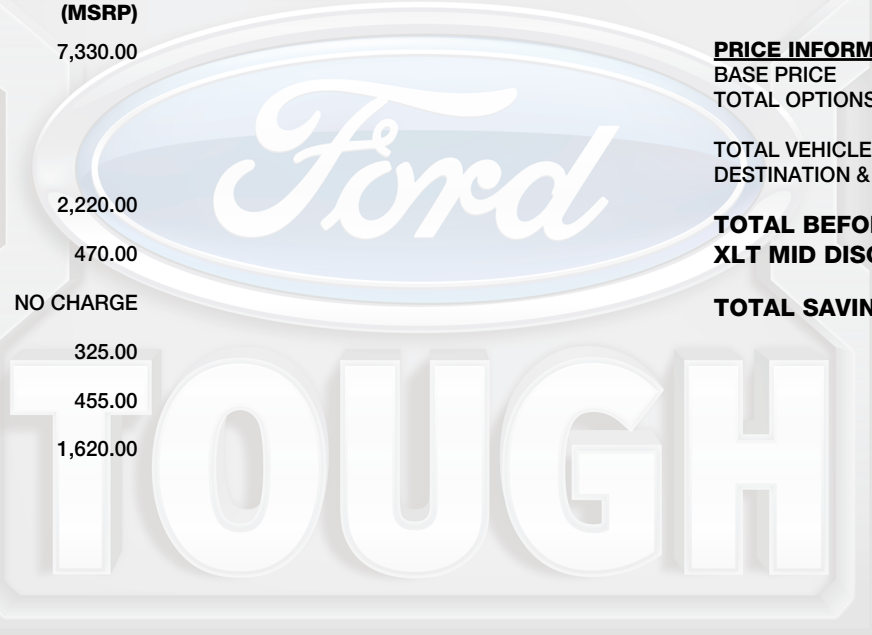 (MSRP)
7,330.00
2,220.00
470.00
NO CHARGE
325.00
455.00
1,620.00
PRICE INFORM
BASE PRICE
TOTAL OPTIONS
TOTAL VEHICLE
DESTINATION &
TOTAL BEFO
XLT MID DISC
TOTAL SAVIN
Ford
TOUGH